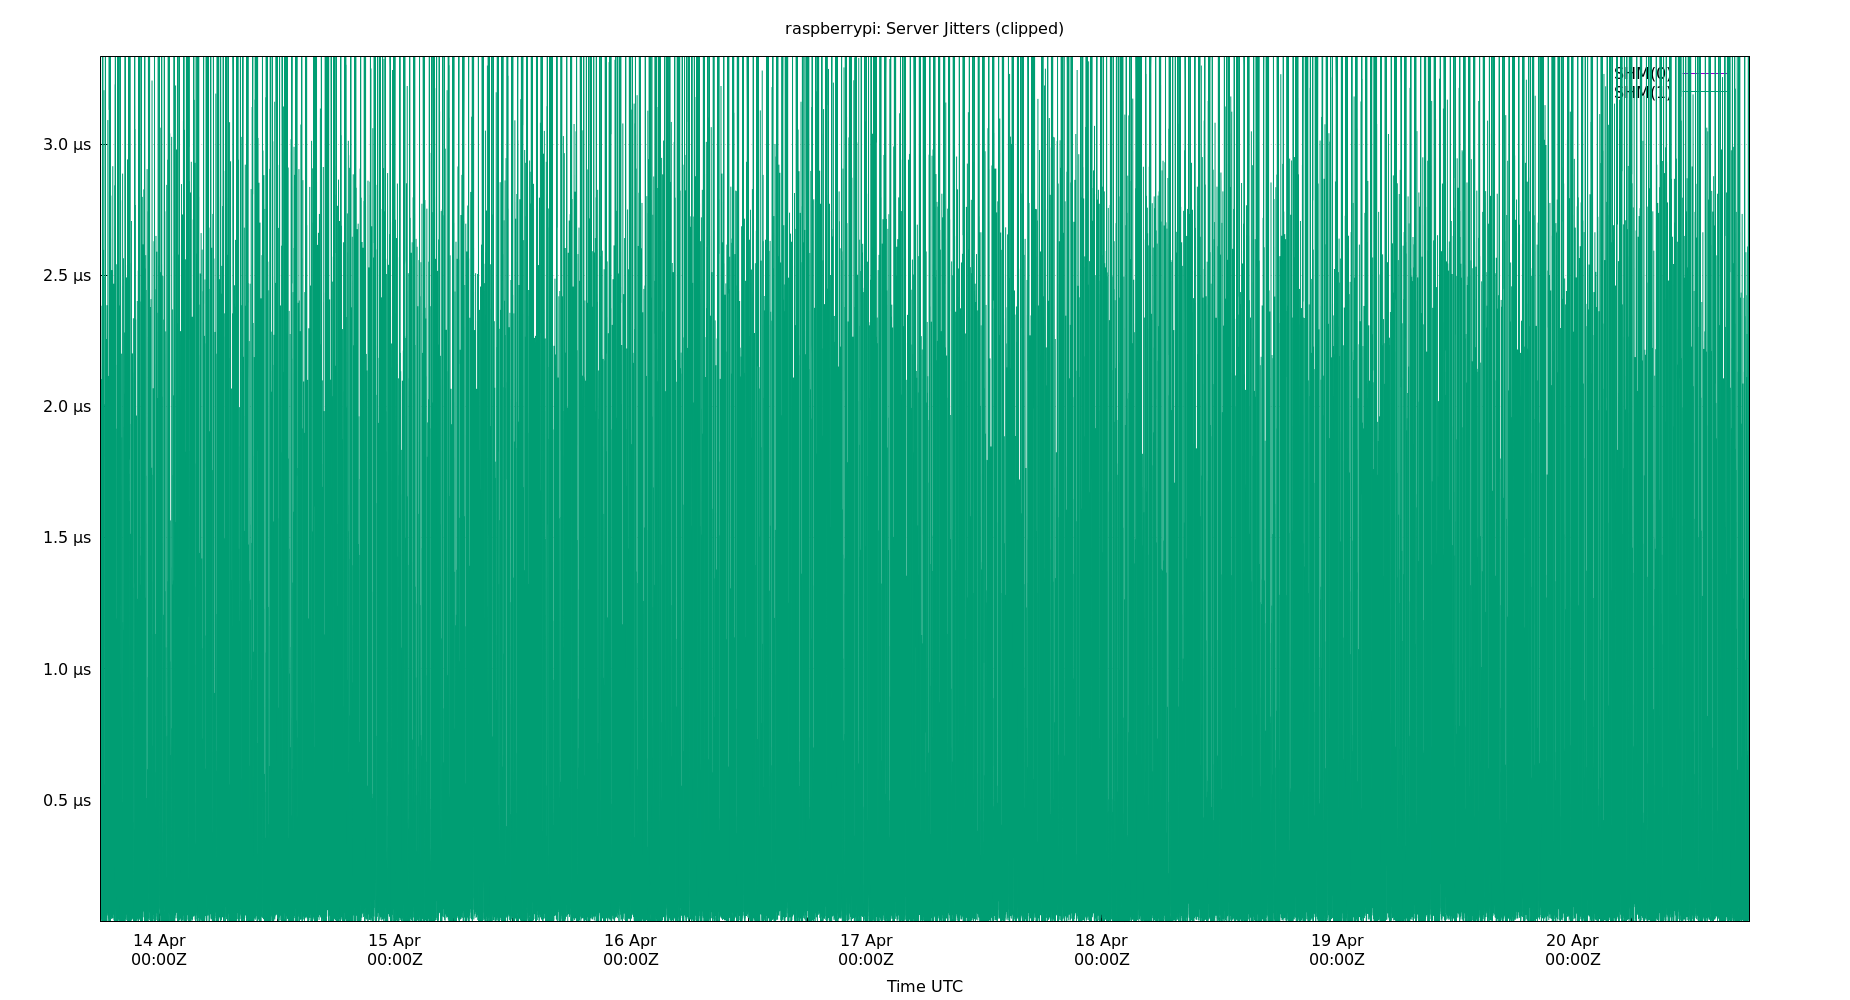 raspberrypi: Server Jitters (clipped)
SHM(0)
SHM(1)
3.0 μs
2.5 μs
2.0 μs
1.5 μs
1.0 μs
0.5 μs
14 Apr 15 Apr 16 Apr 17 Apr 18 Apr 19 Apr 20 Apr
00:00Z 00:00Z 00:00Z 00:00Z 00:00Z 00:00Z 00:00Z
Time UTC